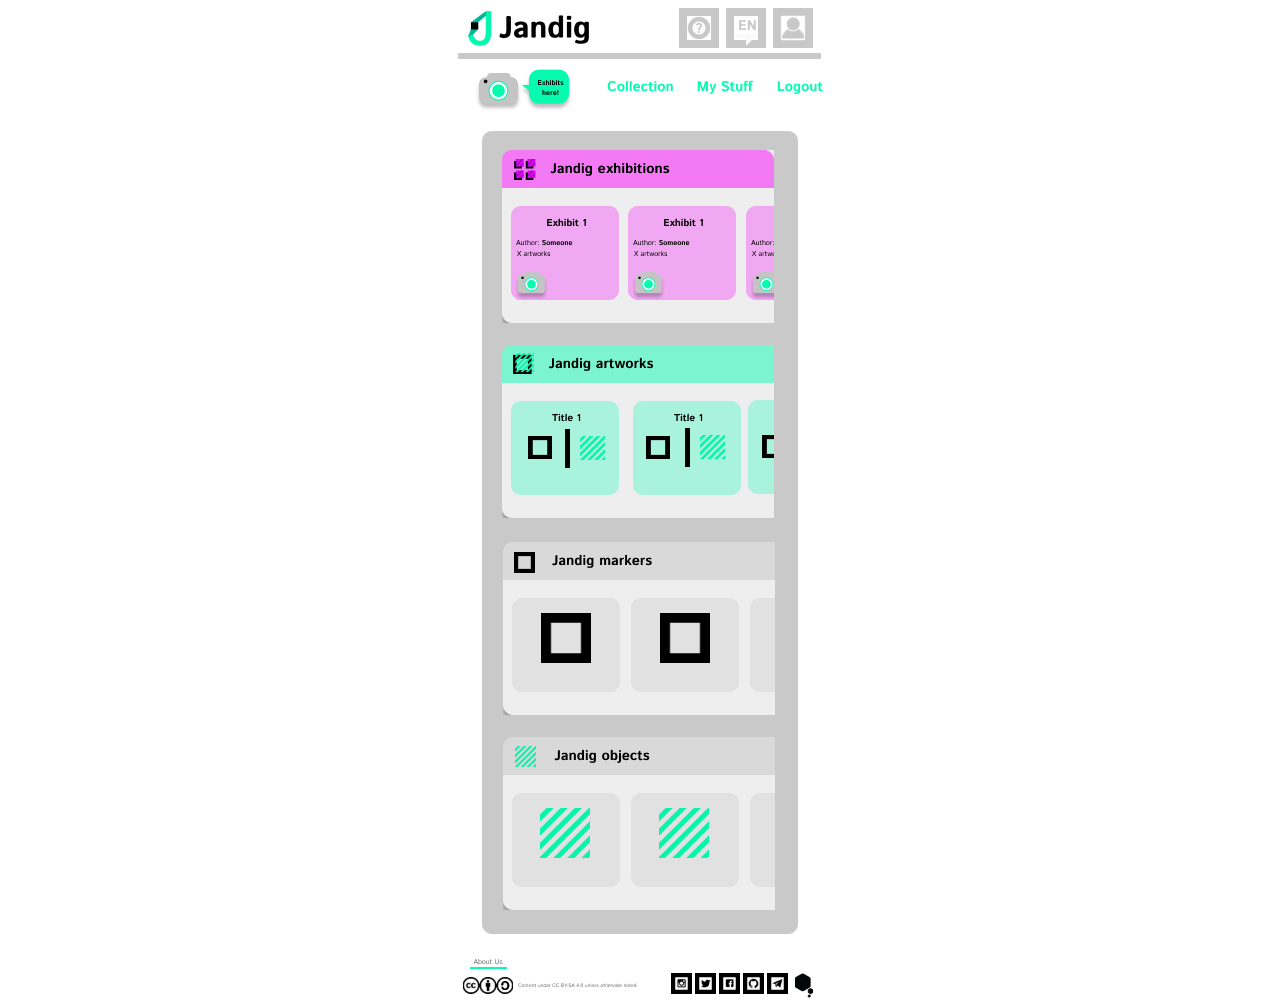 Jandig
?
EN
Exhibits
here!
Collection
My Stuff
Logout
Jandig exhibitions
Exhibit 1
Author: Someone
X artworks
Exhibit 1
Author: Someone
X artworks
Author:
X artwo
Jandig artworks
Title 1
Title 1
Jandig markers
Jandig objects
About Us
cc
Content under CC BY-SA 4.0 unless otherwise noted.